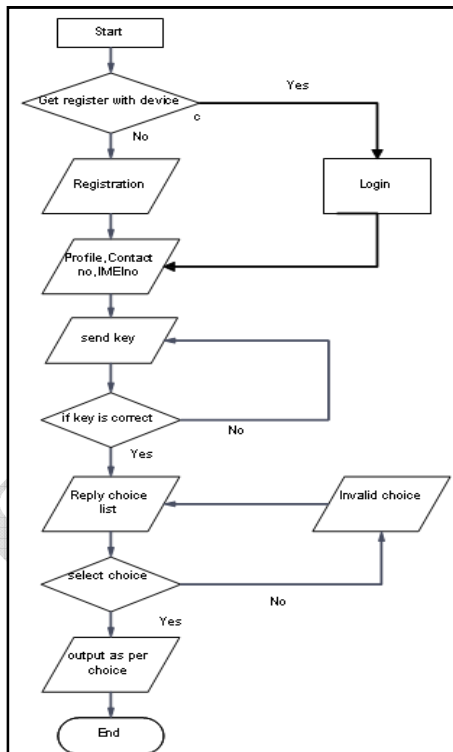 Start
Get register with device
Yes
c
No
Registration
Login
Profile,Contact
no,IMEIno
send key
if key is correct
No
Yes
Reply choice
list
Invalid choice
select choice
No
Yes
output as per
choice
End